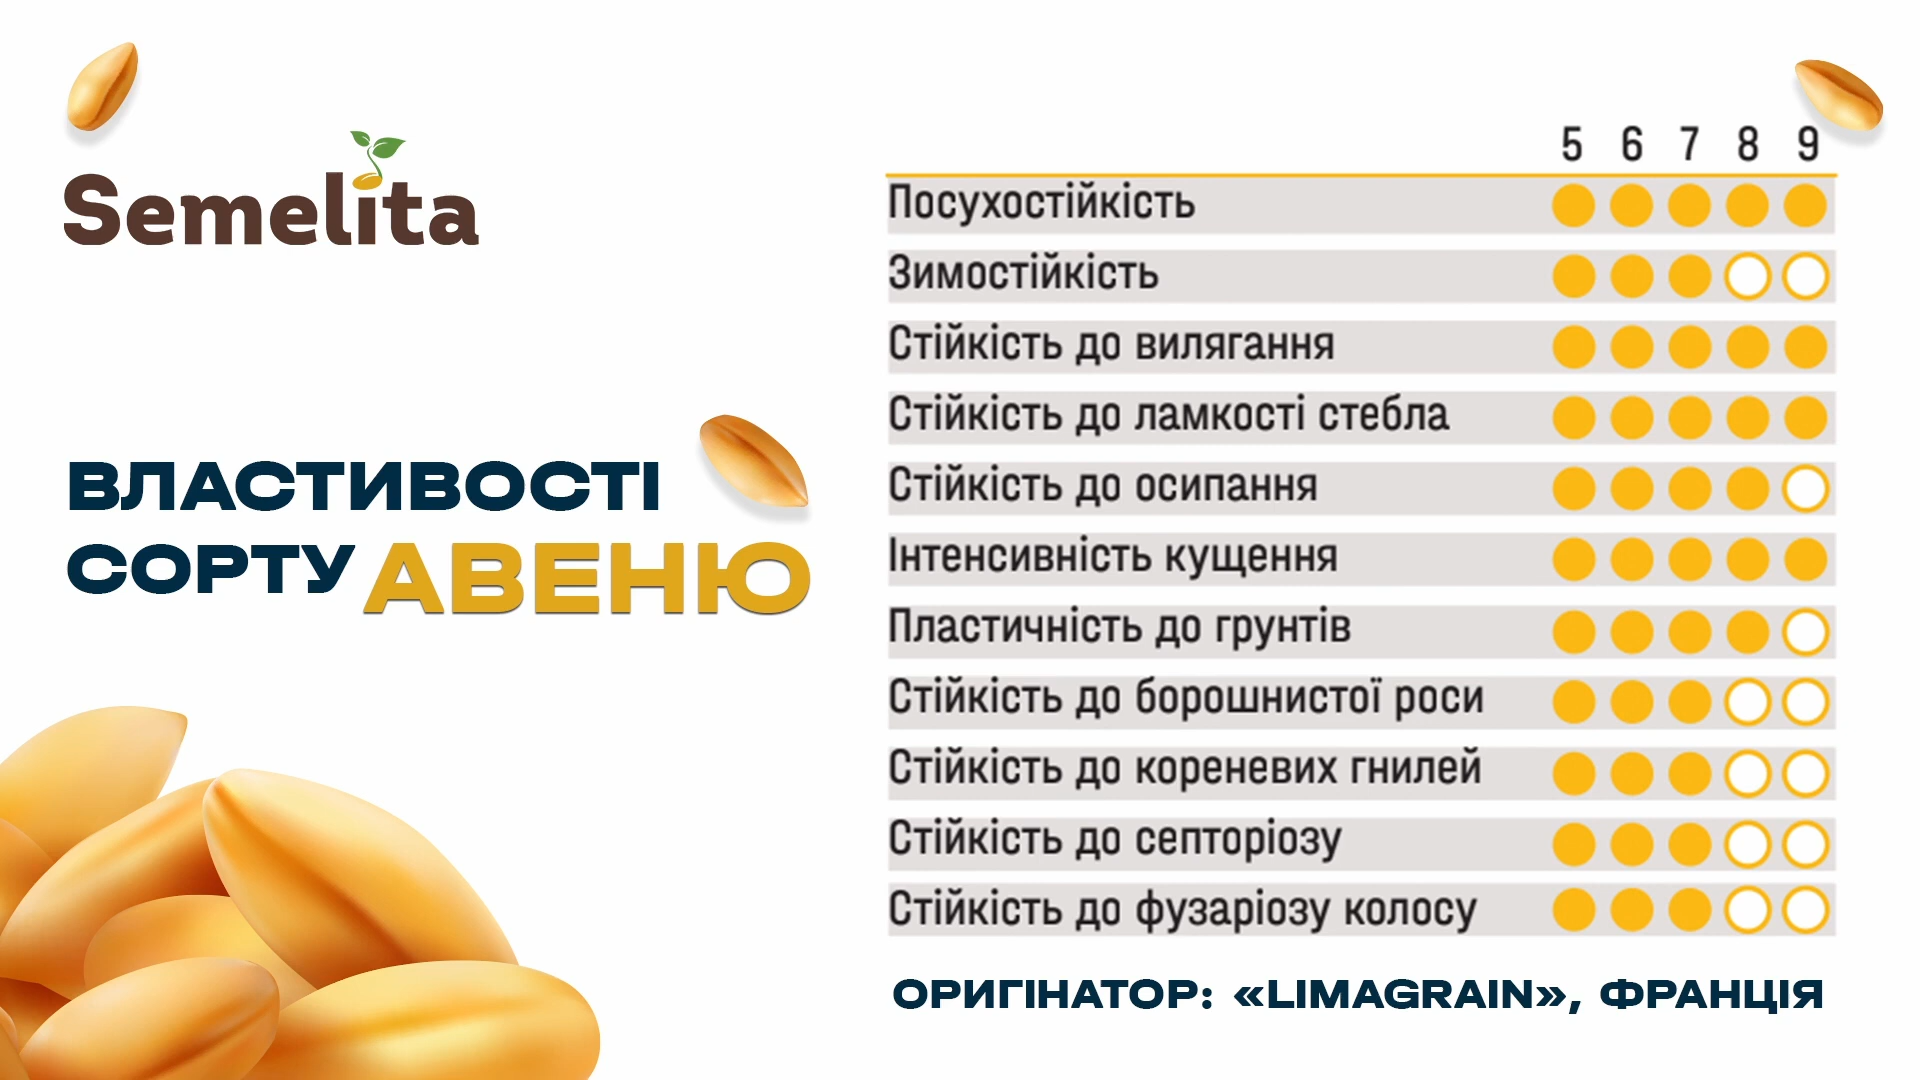 Semelita
ВЛАСТИВОСТІ
СОРТУ АВЕНЮ
5 6 7 8 9
Посухостійкість
Зимостійкість
Стійкість до вилягання
Стійкість до ламкості стебла
Стійкість до осипання
Інтенсивність кущення
Пластичність до грунтів
Стійкість до борошнистої роси
Стійкість до кореневих гнилей
Стійкість до септоріозу
Стійкість до фузаріозу колосу
ОРИГІНАТОР: «LIMAGRAIN», ФРАНЦІЯ